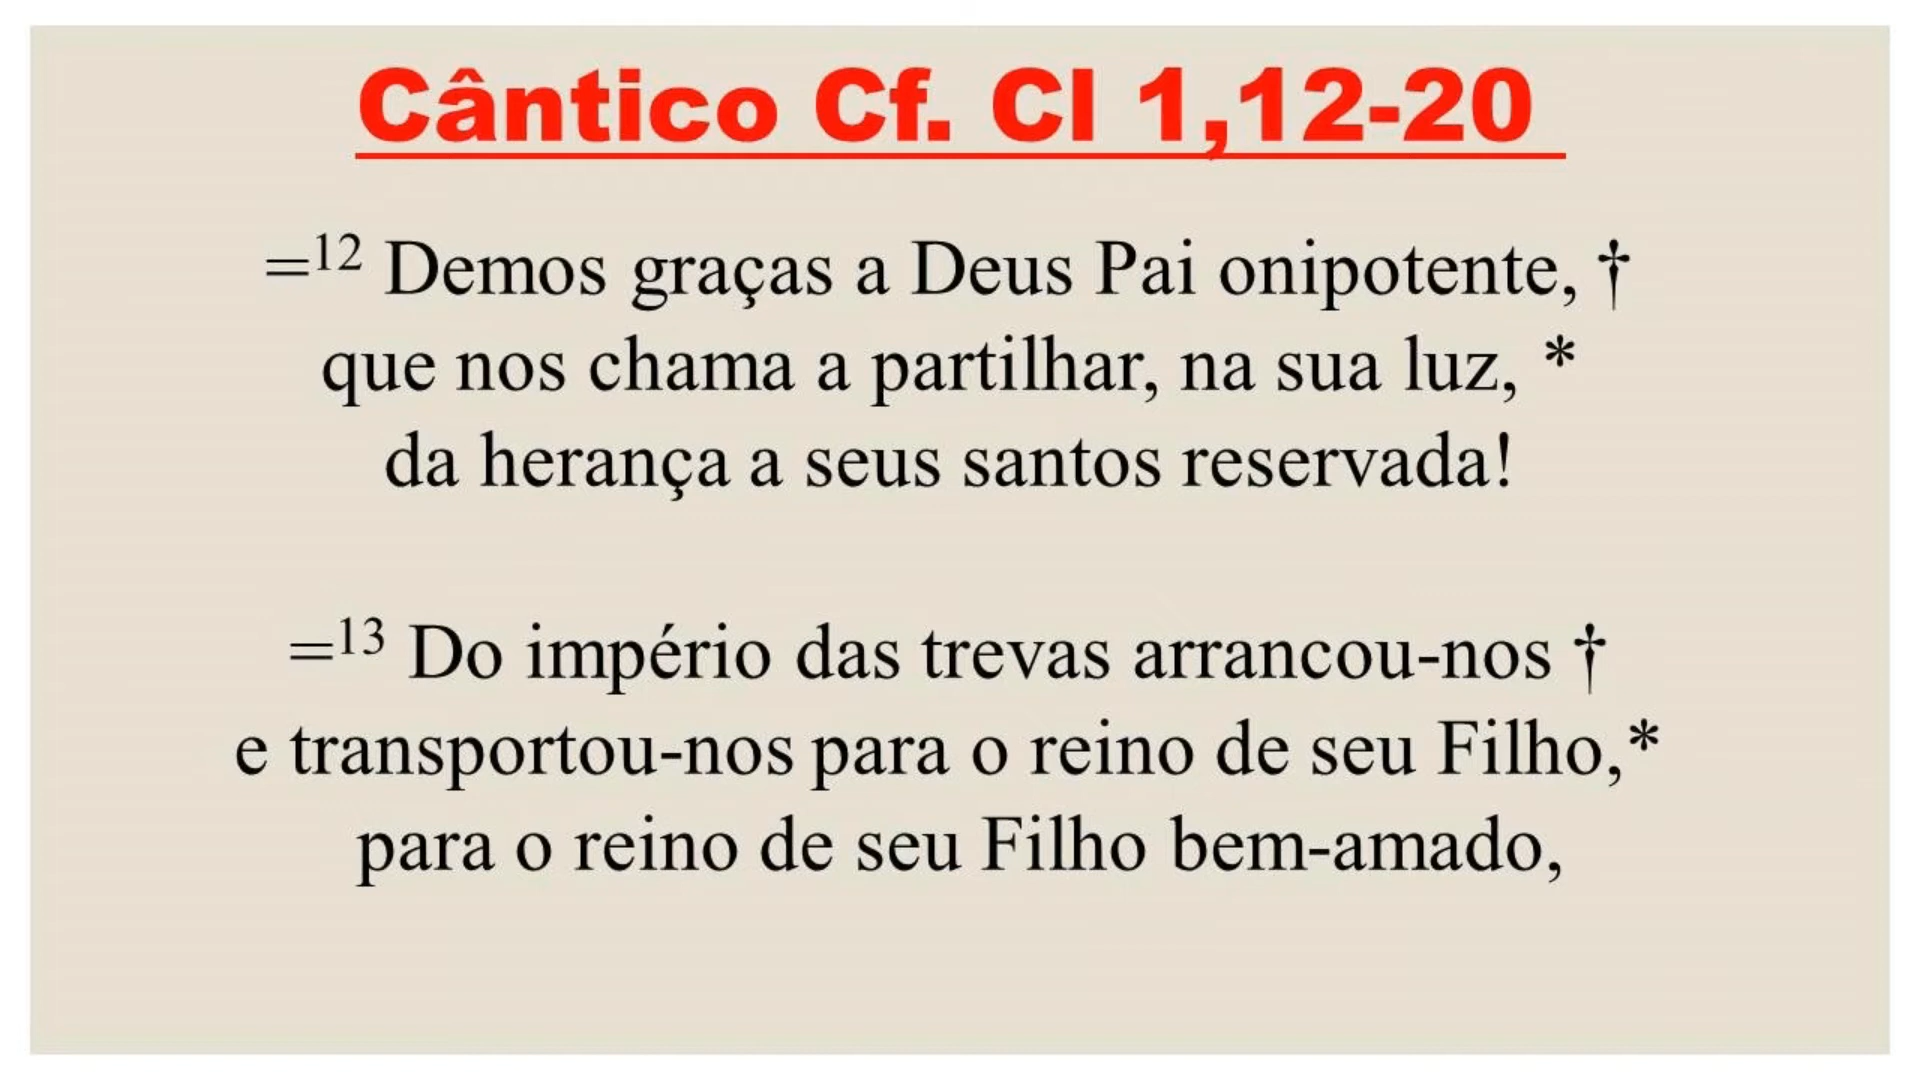 Cântico Cf. Cl 1,12-20
=¹² Demos graças a Deus Pai onipotente, †
que nos chama a partilhar, na sua luz, *
da herança a seus santos reservada!
=¹³ Do império das trevas arrancou-nos †
e transportou-nos para o reino de seu Filho,*
para o reino de seu Filho bem-amado,